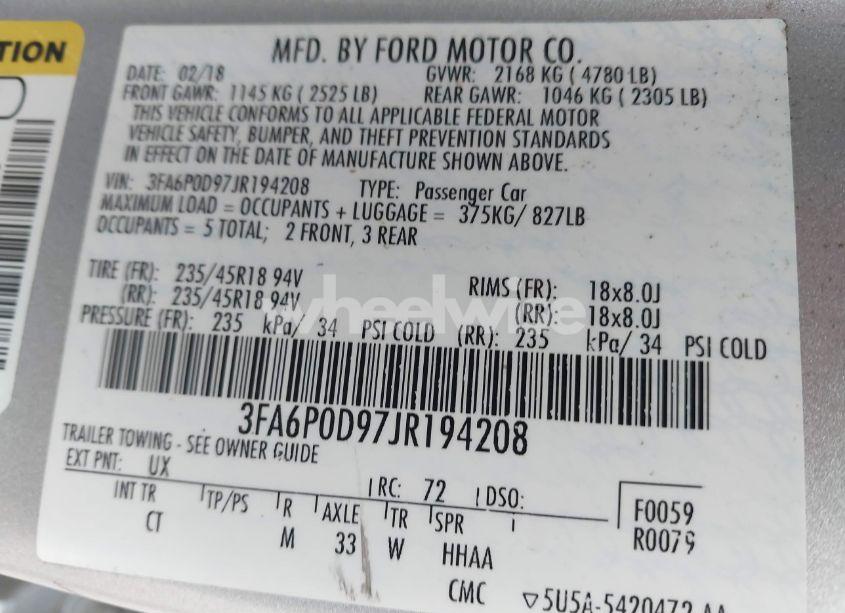 TION
MFD. BY FORD MOTOR CO.
DATE: 02/18 GVWR: 2168 KG ( 4780 LB)
FRONT GAWR: 1145 KG ( 2525 LB) REAR GAWR: 1046 KG ( 2305 LB)
THIS VEHICLE CONFORMS TO ALL APPLICABLE FEDERAL MOTOR
VEHICLE SAFETY, BUMPER, AND THEFT PREVENTION STANDARDS
IN EFFECT ON THE DATE OF MANUFACTURE SHOWN ABOVE.
VIN: 3FA6P0D97JR194208 TYPE: Passenger Car
MAXIMUM LOAD = OCCUPANTS + LUGGAGE = 375KG/ 827LB
OCCUPANTS = 5 TOTAL; 2 FRONT, 3 REAR
TIRE (FR): 235/45R18 94V RIMS (FR): 18x8.0J
(RR): 235/45R18 94V (RR): 18x8.0J
wheelwire
PRESSURE (FR): 235 kPa/ 34 PSI COLD (RR): 235 kPa/ 34 PSI COLD
3FA6P0D97JR194208
TRAILER TOWING - SEE OWNER GUIDE
EXT PNT: UX RC: 72 DSO:
INT TR TP/PS R AXLE TR SPR
CT M 33 W HHAA
CMC
F0059
R0079
5U5A-5420472-AA